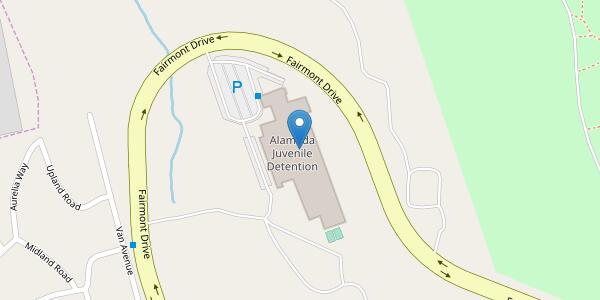 Fairmont Drive
Fairmont Drive
P
Alameda
Juvenile
Detention
Aurelia Way
Upland Road
Fairmont Drive
Van Avenue
Midland Road